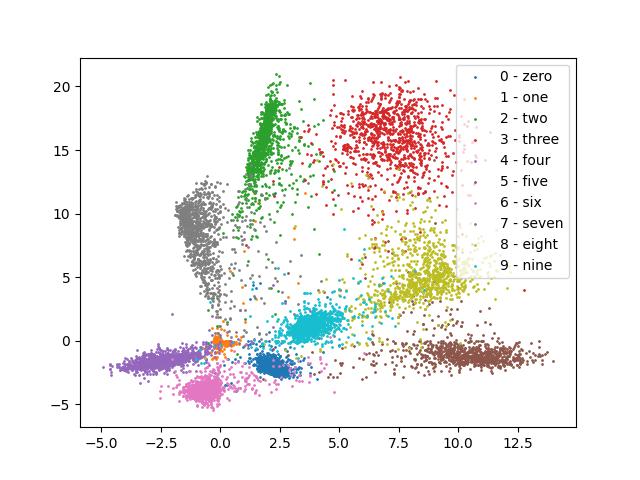 20
15
10
5
0
−5
−5.0 −2.5 0.0 2.5 5.0 7.5 10.0 12.5
0 - zero
1 - one
2 - two
3 - three
4 - four
5 - five
6 - six
7 - seven
8 - eight
9 - nine